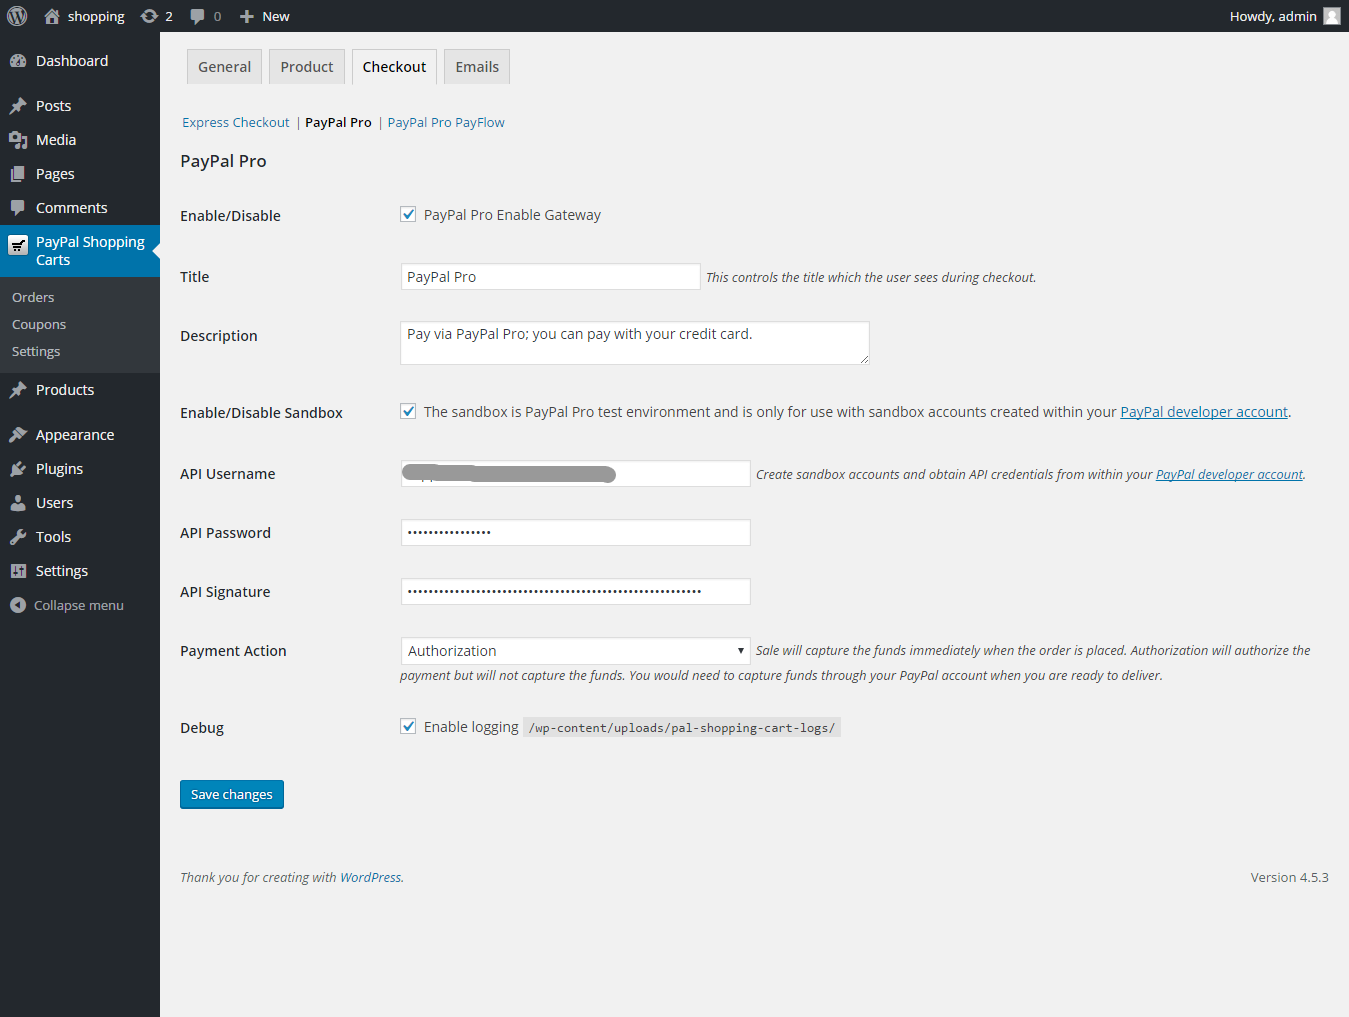 shopping 2 0 New Howdy, admin
Dashboard
Posts
Media
Pages
Comments
PayPal Shopping
Carts
Orders
Coupons
Settings
Products
Appearance
Plugins
Users
Tools
Settings
Collapse menu
General Product Checkout Emails
Express Checkout | PayPal Pro | PayPal Pro PayFlow
PayPal Pro
Enable/Disable PayPal Pro Enable Gateway
Title PayPal Pro This controls the title which the user sees during checkout.
Description Pay via PayPal Pro; you can pay with your credit card.
Enable/Disable Sandbox The sandbox is PayPal Pro test environment and is only for use with sandbox accounts created within your PayPal developer account.
API Username Create sandbox accounts and obtain API credentials from within your PayPal developer account.
API Password ••••••••••••••••
API Signature ••••••••••••••••••••••••••••••••••••••••••••••••••••••••
Payment Action Authorization Sale will capture the funds immediately when the order is placed. Authorization will authorize the
payment but will not capture the funds. You would need to capture funds through your PayPal account when you are ready to deliver.
Debug Enable logging /wp-content/uploads/pal-shopping-cart-logs/
Save changes
Thank you for creating with WordPress. Version 4.5.3